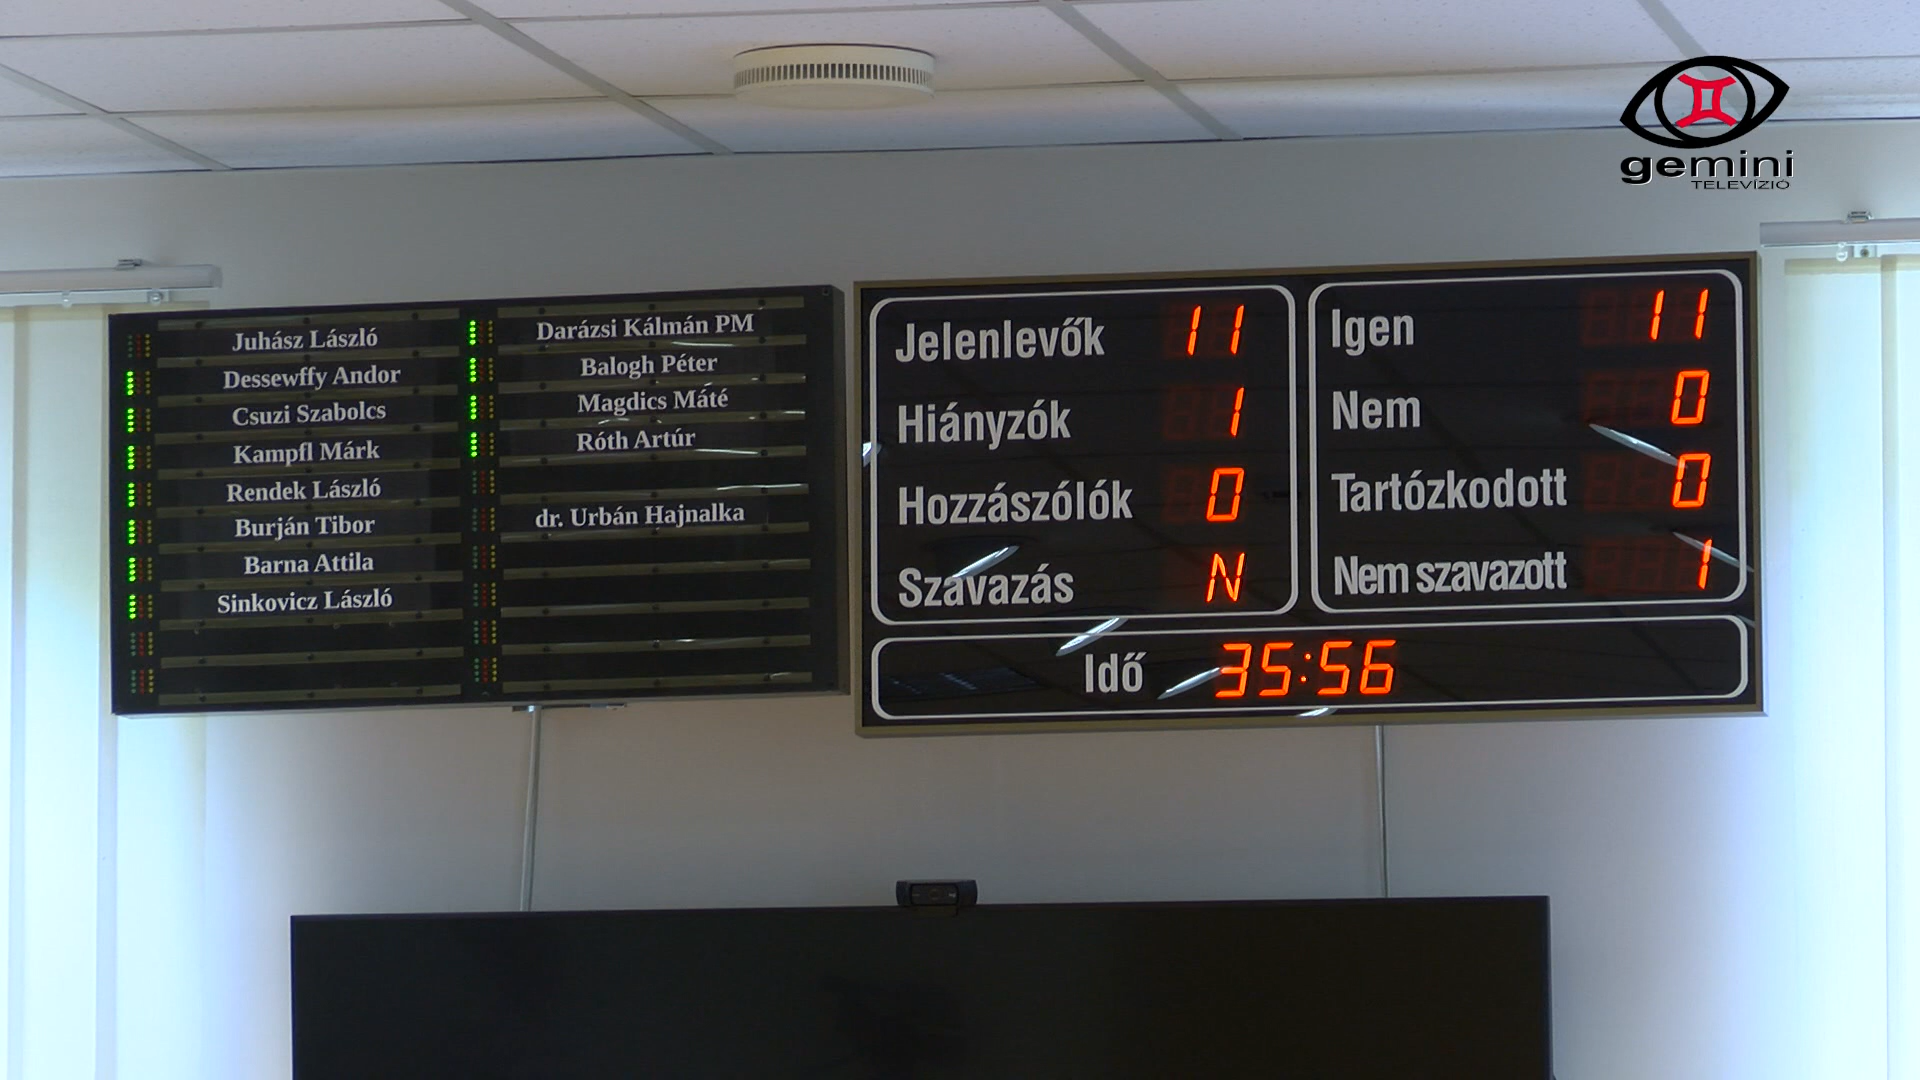 gemini
TELEVÍZIÓ
Juhász László
Dessewffy Andor
Csuzi Szabolcs
Kampfl Márk
Rendek László
Burján Tibor
Barna Attila
Sinkovicz László
Darázsi Kálmán PM
Balogh Péter
Magdics Máté
Róth Artúr
dr. Urbán Hajnalka
Jelenlevők 11
Hiányzók 1
Hozzászólók 0
Szavazás N
Igen 11
Nem 0
Tartózkodott 0
Nem szavazott 1
Idő 35:56